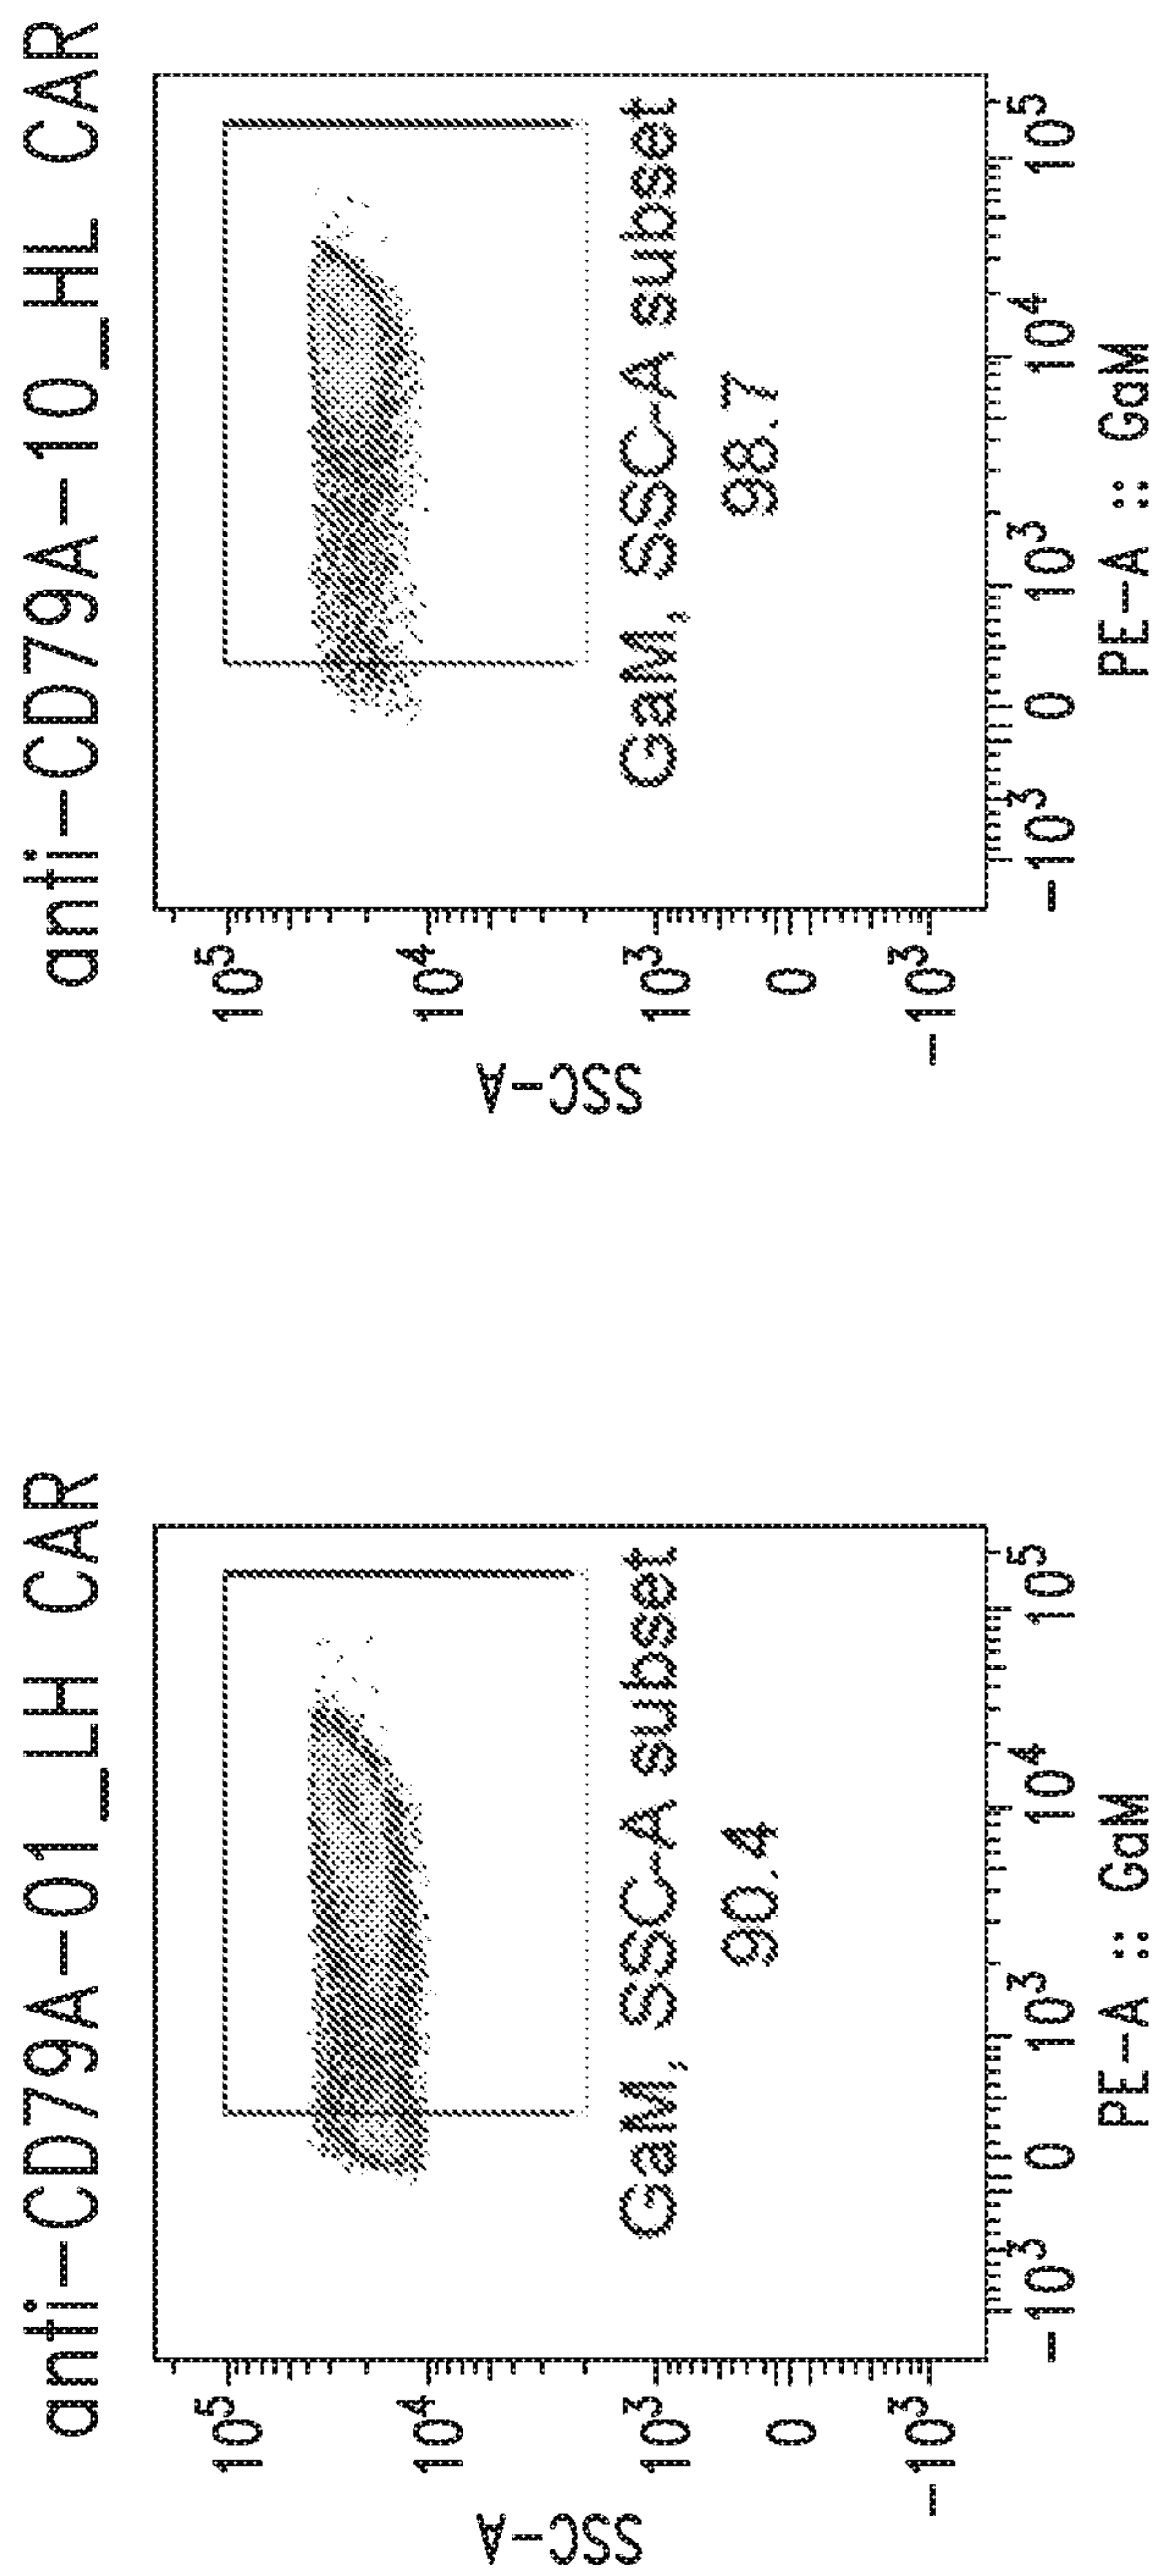 anti-CD79A-01_LH CAR
SSC-A
10^5
10^4
10^3
0
-10^3
GaM, SSC-A subset
90.4
-10^3 0 10^3 10^4 10^5
PE-A :: GaM
anti-CD79A-10_HL CAR
SSC-A
10^5
10^4
10^3
0
-10^3
GaM, SSC-A subset
98.7
-10^3 0 10^3 10^4 10^5
PE-A :: GaM